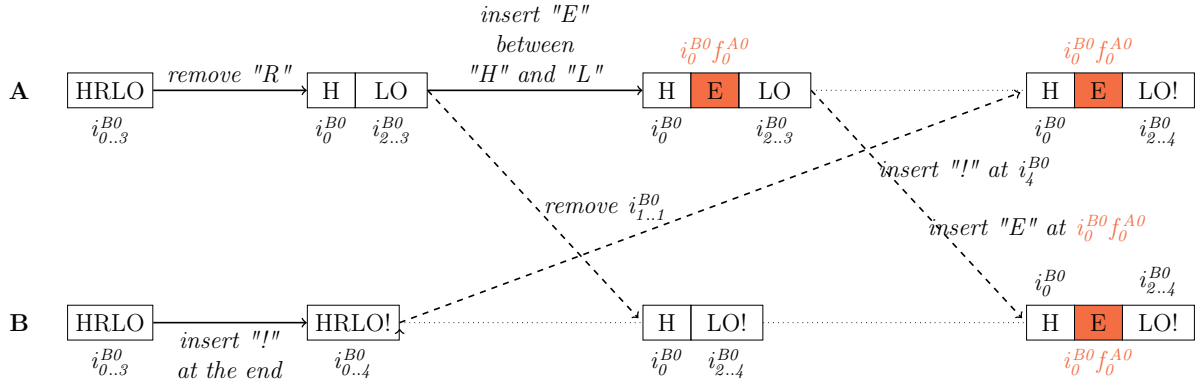 insert "E"
between
"H" and "L"
remove "R"
i_0^{B0} f_0^{A0}
i_0^{B0} f_0^{A0}
A
HRLO
H LO
H E LO
H E LO!
i_{0..3}^{B0}
i_0^{B0} i_{2..3}^{B0}
i_0^{B0} i_{2..3}^{B0}
i_0^{B0} i_{2..4}^{B0}
insert "!" at i_4^{B0}
remove i_{1..1}^{B0}
insert "E" at i_0^{B0} f_0^{A0}
i_0^{B0} i_{2..4}^{B0}
B
HRLO
HRLO!
H LO!
H E LO!
insert "!"
at the end
i_{0..3}^{B0}
i_{0..4}^{B0}
i_0^{B0} i_{2..4}^{B0}
i_0^{B0} f_0^{A0}